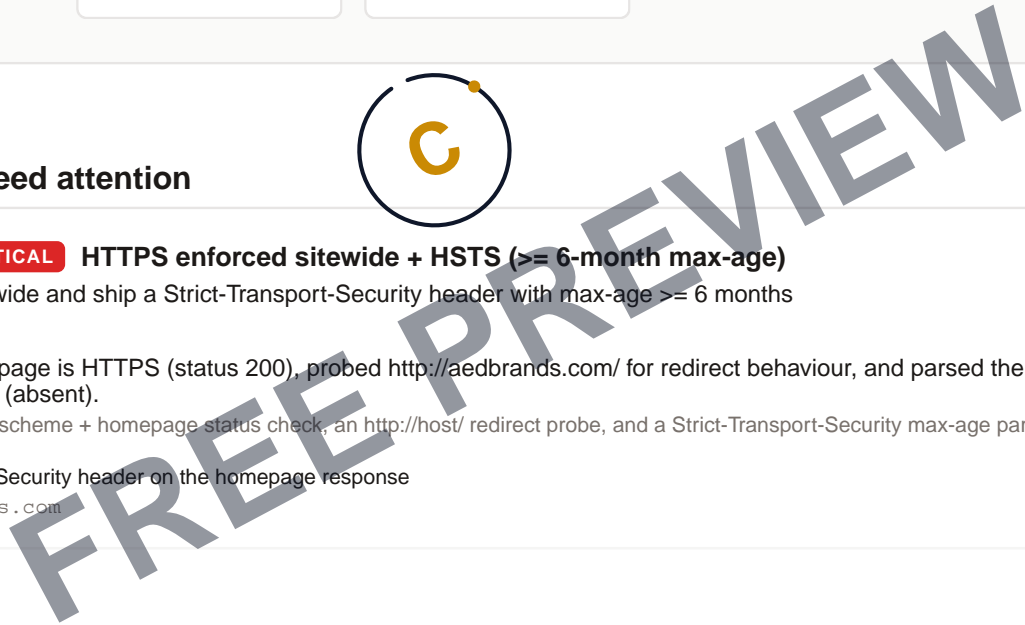 C
eed attention
TICAL HTTPS enforced sitewide + HSTS (>= 6-month max-age)
wide and ship a Strict-Transport-Security header with max-age >= 6 months
page is HTTPS (status 200), probed http://aedbrands.com/ for redirect behaviour, and parsed the
(absent).
scheme + homepage status check, an http://host/ redirect probe, and a Strict-Transport-Security max-age par
Security header on the homepage response
s.com
FREE PREVIEW